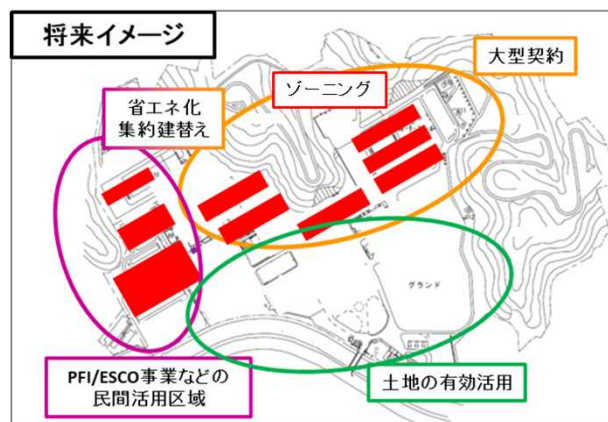 将来イメージ
大型契約
ゾーニング
省エネ化
集約建替え
グランド
PFI/ESCO事業などの
民間活用区域
土地の有効活用